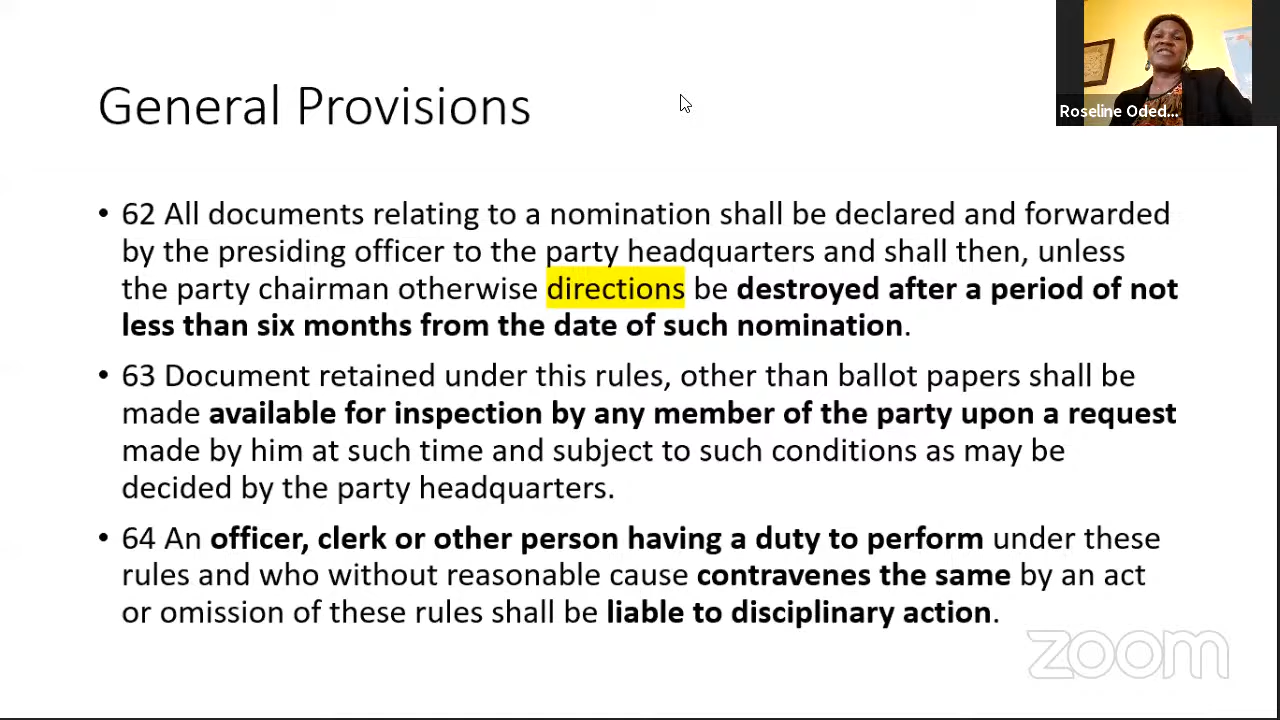 General Provisions
Roseline Oded...
• 62 All documents relating to a nomination shall be declared and forwarded
by the presiding officer to the party headquarters and shall then, unless
the party chairman otherwise directions be destroyed after a period of not
less than six months from the date of such nomination.
• 63 Document retained under this rules, other than ballot papers shall be
made available for inspection by any member of the party upon a request
made by him at such time and subject to such conditions as may be
decided by the party headquarters.
• 64 An officer, clerk or other person having a duty to perform under these
rules and who without reasonable cause contravenes the same by an act
or omission of these rules shall be liable to disciplinary action.
zoom